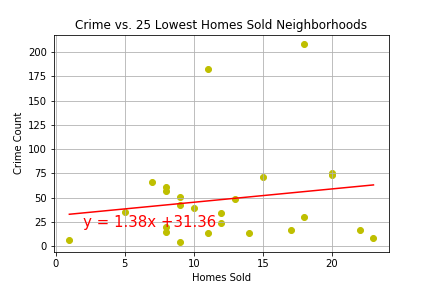 Crime vs. 25 Lowest Homes Sold Neighborhoods
Crime Count
200
175
150
125
100
75
50
25
0
y = 1.38x +31.36
0 5 10 15 20
Homes Sold